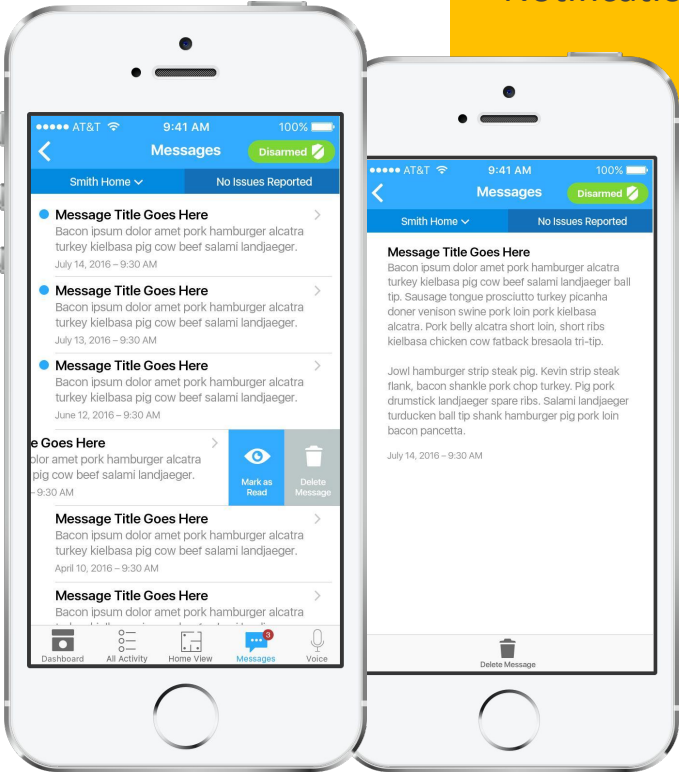 ●●●●● AT&T 9:41 AM 100%
Messages Disarmed
Smith Home No Issues Reported
Message Title Goes Here
Bacon ipsum dolor amet pork hamburger alcatra
turkey kielbasa pig cow beef salami landjaeger.
July 14, 2016 – 9:30 AM
Message Title Goes Here
Bacon ipsum dolor amet pork hamburger alcatra
turkey kielbasa pig cow beef salami landjaeger.
July 13, 2016 – 9:30 AM
Message Title Goes Here
Bacon ipsum dolor amet pork hamburger alcatra
turkey kielbasa pig cow beef salami landjaeger.
June 12, 2016 – 9:30 AM
e Goes Here
olor amet pork hamburger alcatra
pig cow beef salami landjaeger.
– 9:30 AM
Mark as
Read
Delete
Message
Message Title Goes Here
Bacon ipsum dolor amet pork hamburger alcatra
turkey kielbasa pig cow beef salami landjaeger.
April 10, 2016 – 9:30 AM
Message Title Goes Here
Bacon ipsum dolor amet pork hamburger alcatra
3
Dashboard All Activity Home View Messages Voice
●●●●● AT&T 9:41 AM 100%
Messages Disarmed
Smith Home No Issues Reported
Message Title Goes Here
Bacon ipsum dolor amet pork hamburger alcatra
turkey kielbasa pig cow beef salami landjaeger ball
tip. Sausage tongue prosciutto turkey picanha
doner venison swine pork loin pork kielbasa
alcatra. Pork belly alcatra short loin, short ribs
kielbasa chicken cow fatback bresaola tri-tip.
Jowl hamburger strip steak pig. Kevin strip steak
flank, bacon shankle pork chop turkey. Pig pork
drumstick landjaeger spare ribs. Salami landjaeger
turducken ball tip shank hamburger pig pork loin
bacon pancetta.
July 14, 2016 – 9:30 AM
Delete Message